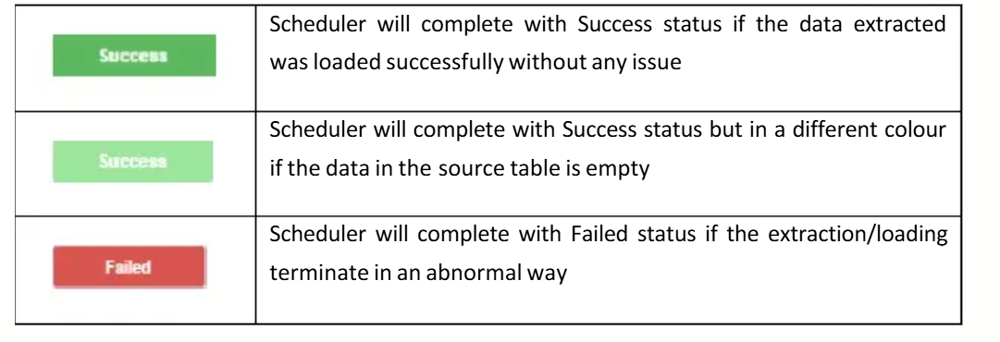 Success
Scheduler will complete with Success status if the data extracted
was loaded successfully without any issue
Success
Scheduler will complete with Success status but in a different colour
if the data in the source table is empty
Failed
Scheduler will complete with Failed status if the extraction/loading
terminate in an abnormal way